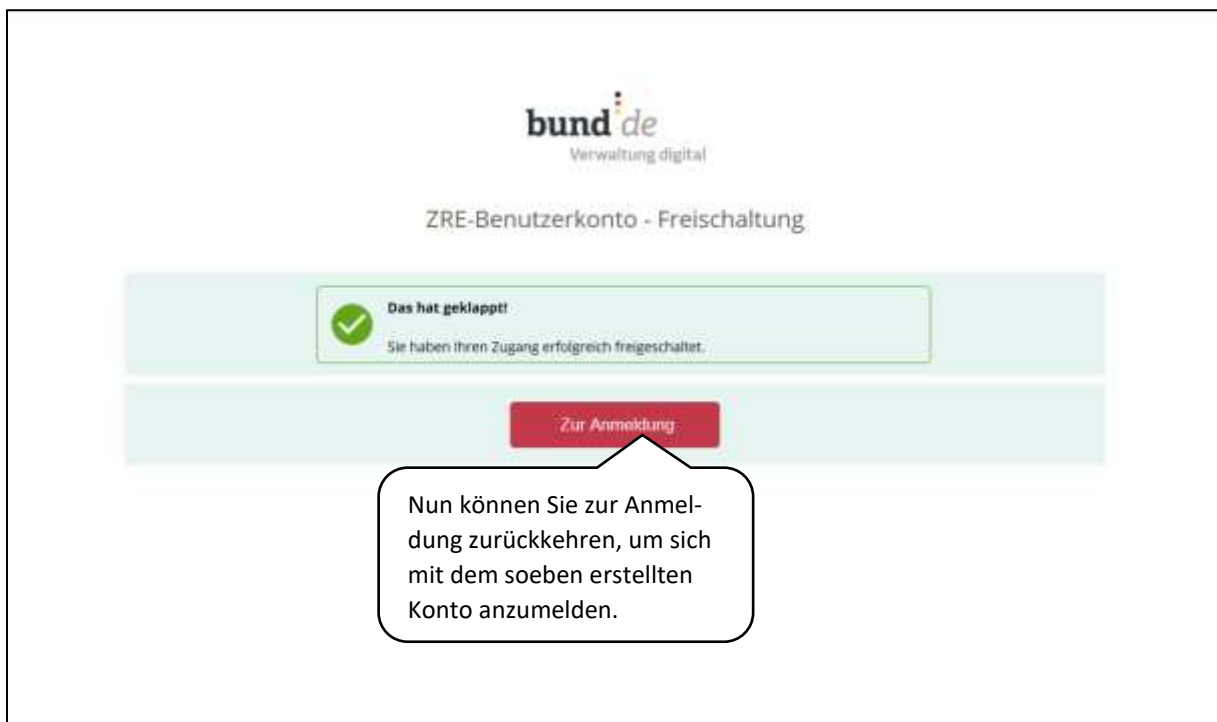 bund.de
Verwaltung digital
ZRE-Benutzerkonto - Freischaltung
Das hat geklappt!
Sie haben Ihren Zugang erfolgreich freigeschaltet.
Zur Anmeldung
Nun können Sie zur Anmel-
dung zurückkehren, um sich
mit dem soeben erstellten
Konto anzumelden.